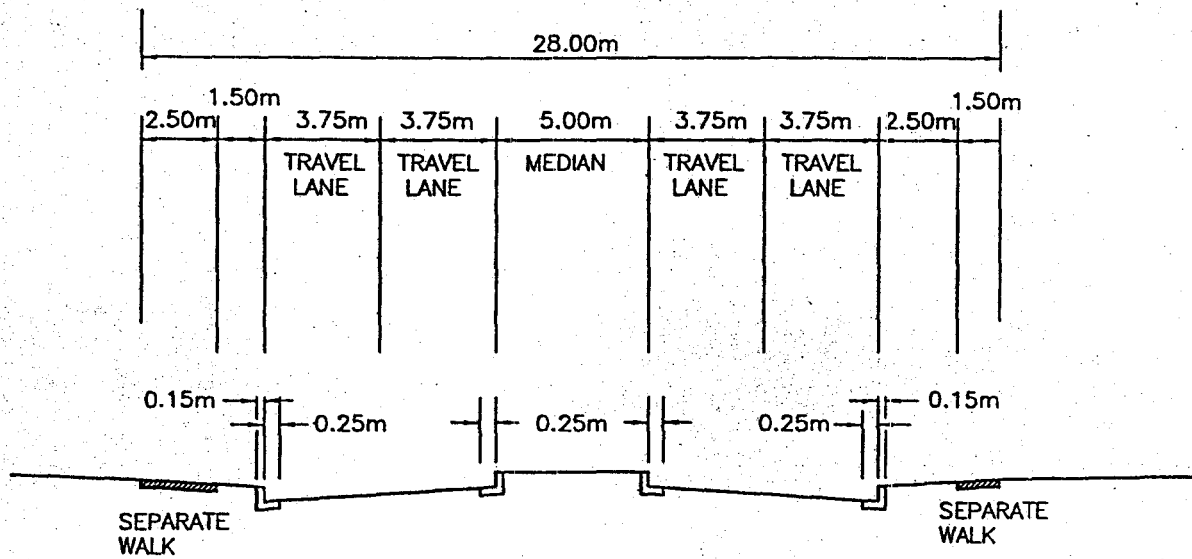 28.00m
1.50m
1.50m
2.50m 3.75m 3.75m 5.00m 3.75m 3.75m 2.50m
TRAVEL LANE
TRAVEL LANE
MEDIAN
TRAVEL LANE
TRAVEL LANE
0.15m
0.15m
0.25m
0.25m
0.25m
SEPARATE
WALK
SEPARATE
WALK